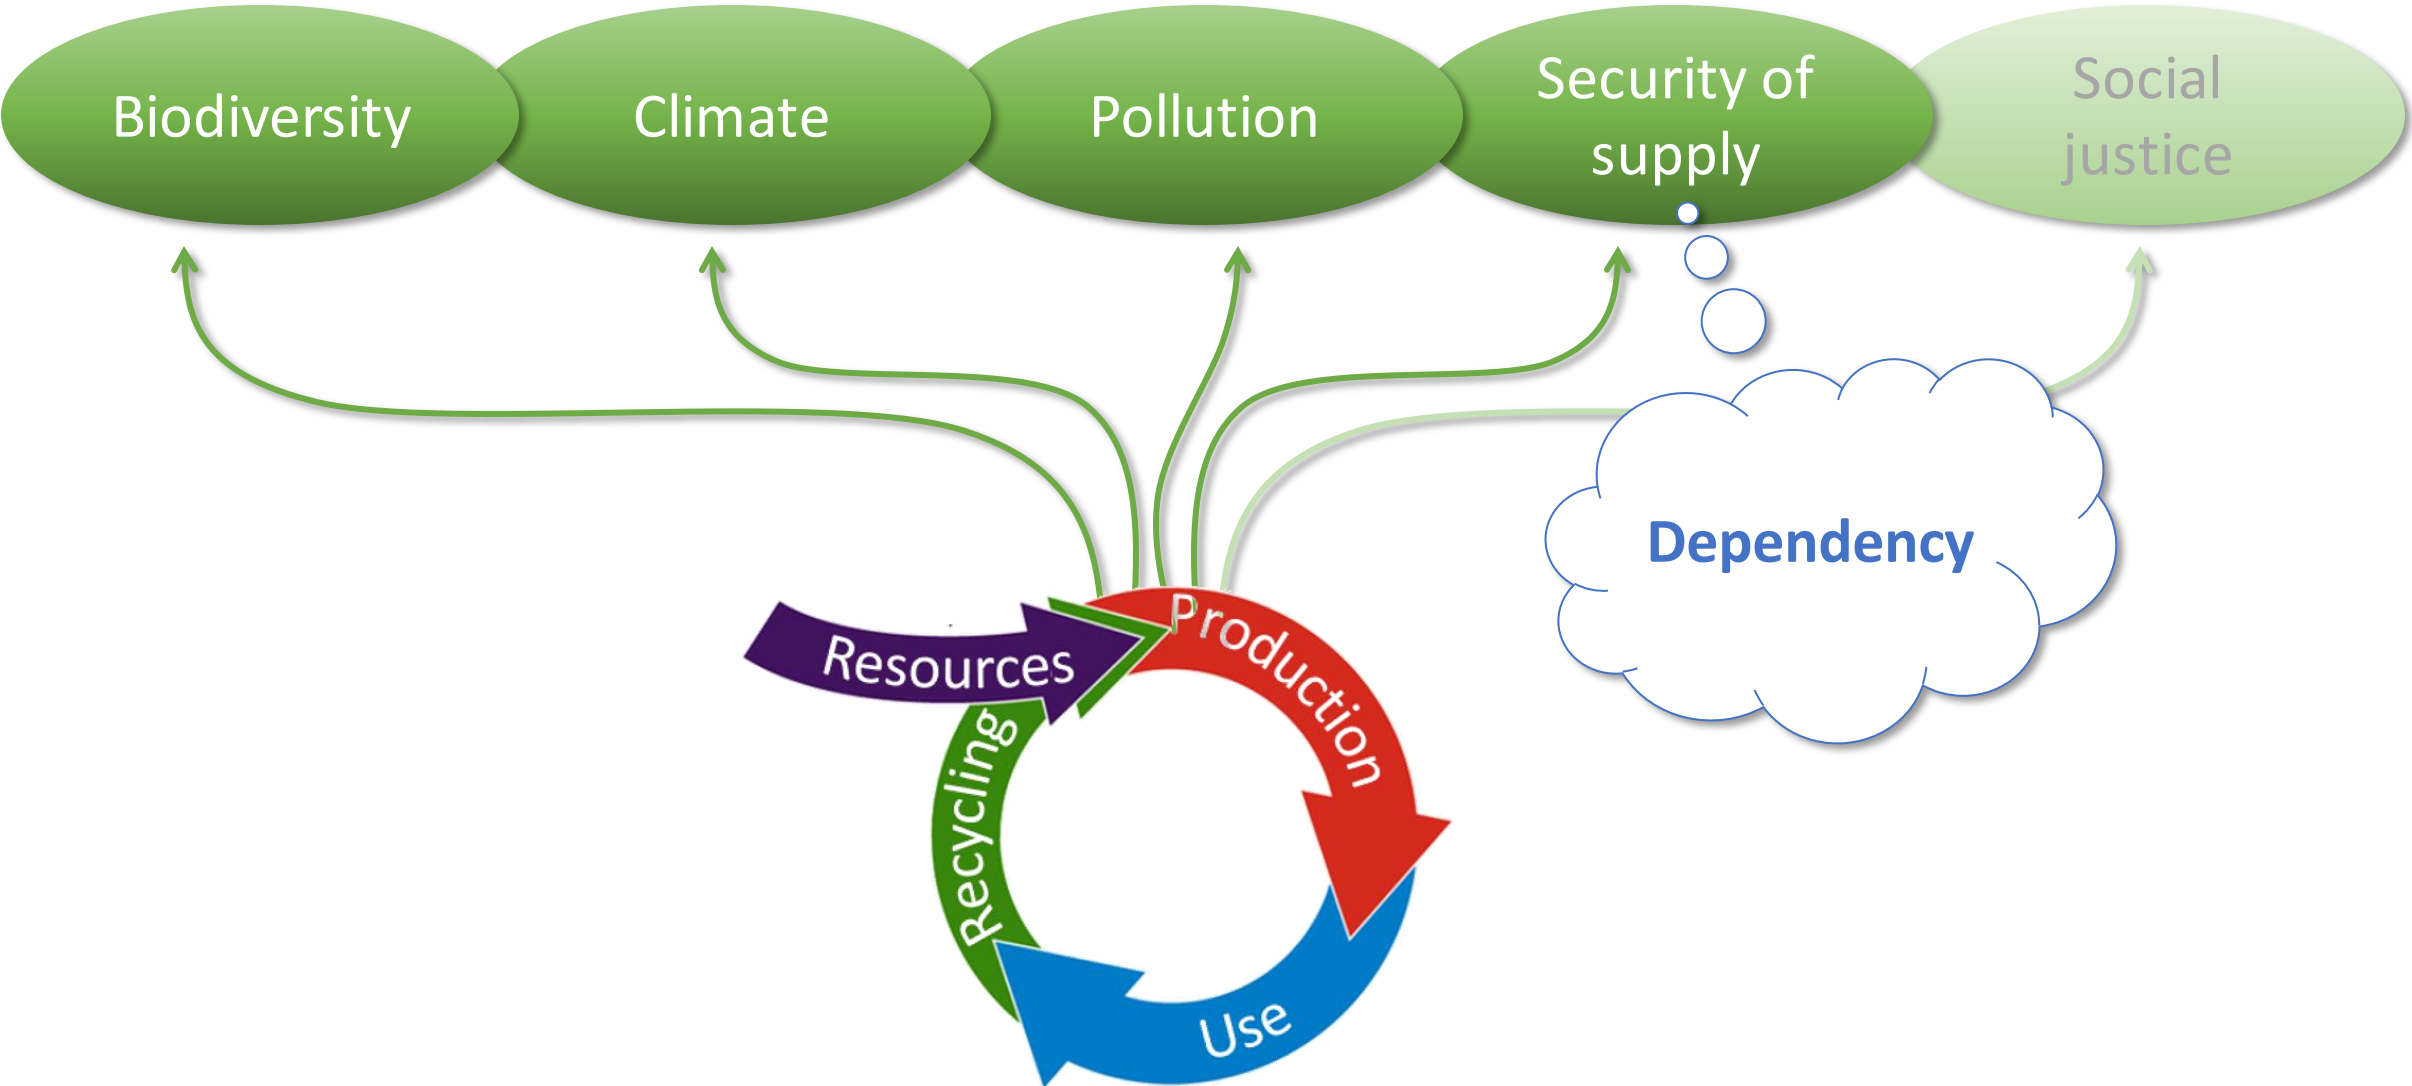 Biodiversity
Climate
Pollution
Security of
supply
Social
justice
Dependency
Resources
Production
Recycling
Use